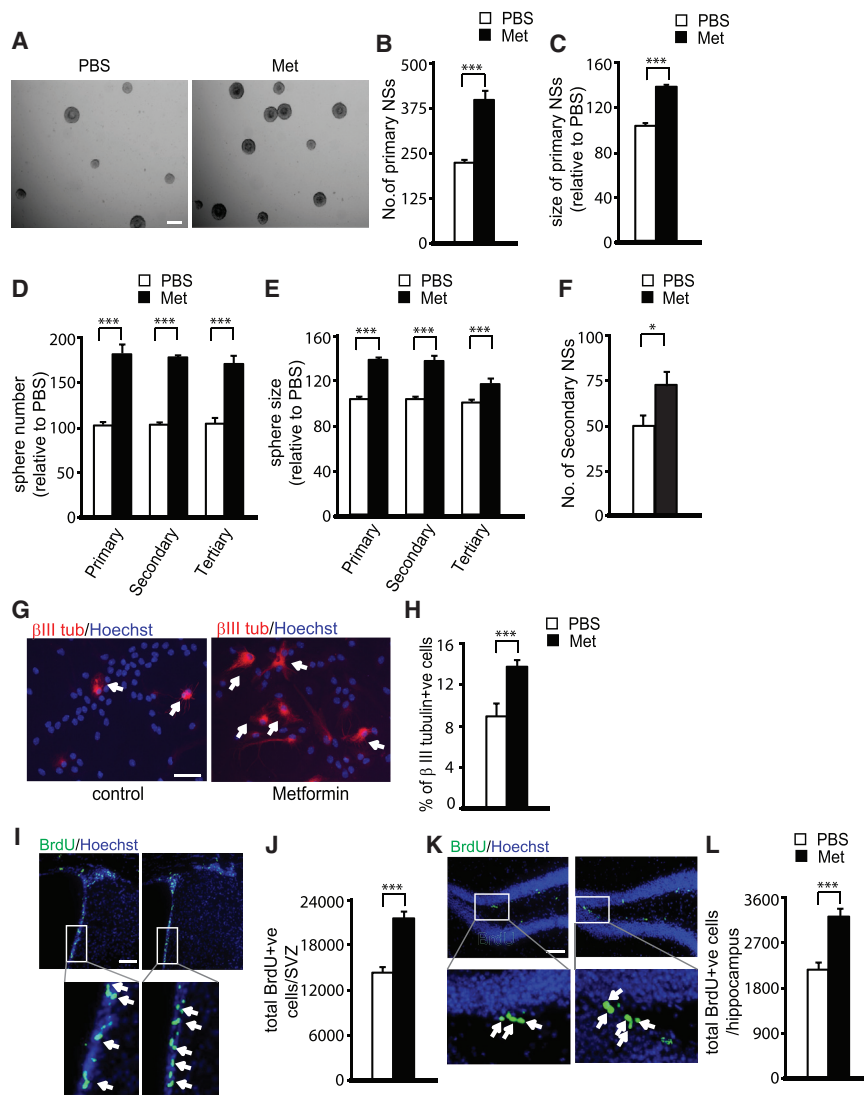 A
PBS
Met
B
PBS
Met
***
500
375
250
125
0
No.of primary NSs
C
PBS
Met
***
160
120
80
40
0
size of primary NSs
(relative to PBS)
D
PBS
Met
***
***
***
200
150
100
50
0
sphere number
(relative to PBS)
Primary
Secondary
Tertiary
E
PBS
Met
***
***
***
160
120
80
40
0
sphere size
(relative to PBS)
Primary
Secondary
Tertiary
F
PBS
Met
*
100
75
50
25
0
No. of Secondary NSs
G
βIII tub/Hoechst
βIII tub/Hoechst
control
Metformin
H
PBS
Met
***
16
12
8
4
0
% of β III tubulin+ve cells
I
BrdU/Hoechst
J
***
24000
18000
12000
6000
0
total BrdU+ve
cells/SVZ
K
BrdU/Hoechst
BrdU
L
PBS
Met
***
3600
2700
1800
900
0
total BrdU+ve cells
/hippocampus